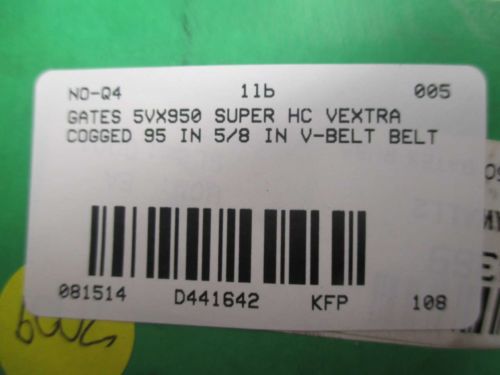 NO-Q4 11b 005
GATES 5VX950 SUPER HC VEXTRA
COGGED 95 IN 5/8 IN V-BELT BELT
081514 D441642 KFP 108